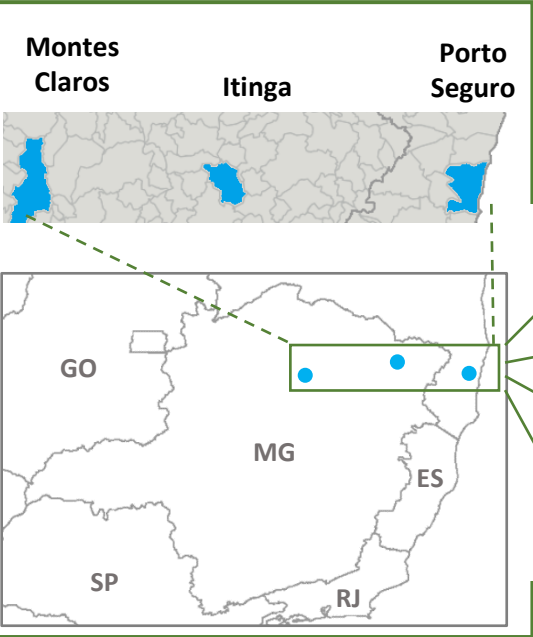 Montes
Claros
Itinga
Porto
Seguro
GO
MG
ES
SP
RJ